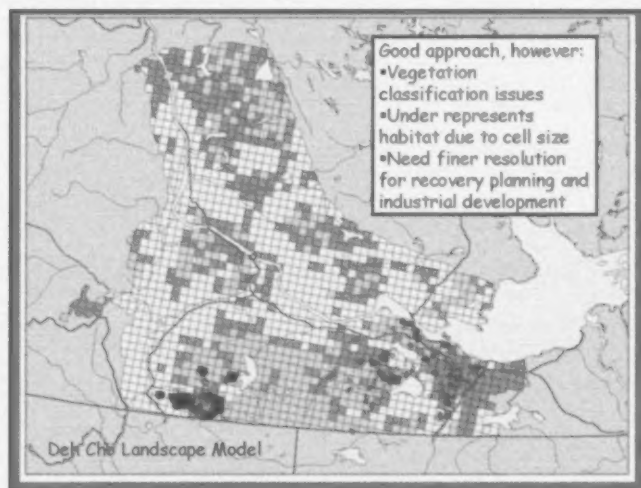 Good approach, however:
▪Vegetation
classification issues
▪Under represents
habitat due to cell size
▪Need finer resolution
for recovery planning and
industrial development
Deh Cho Landscape Model